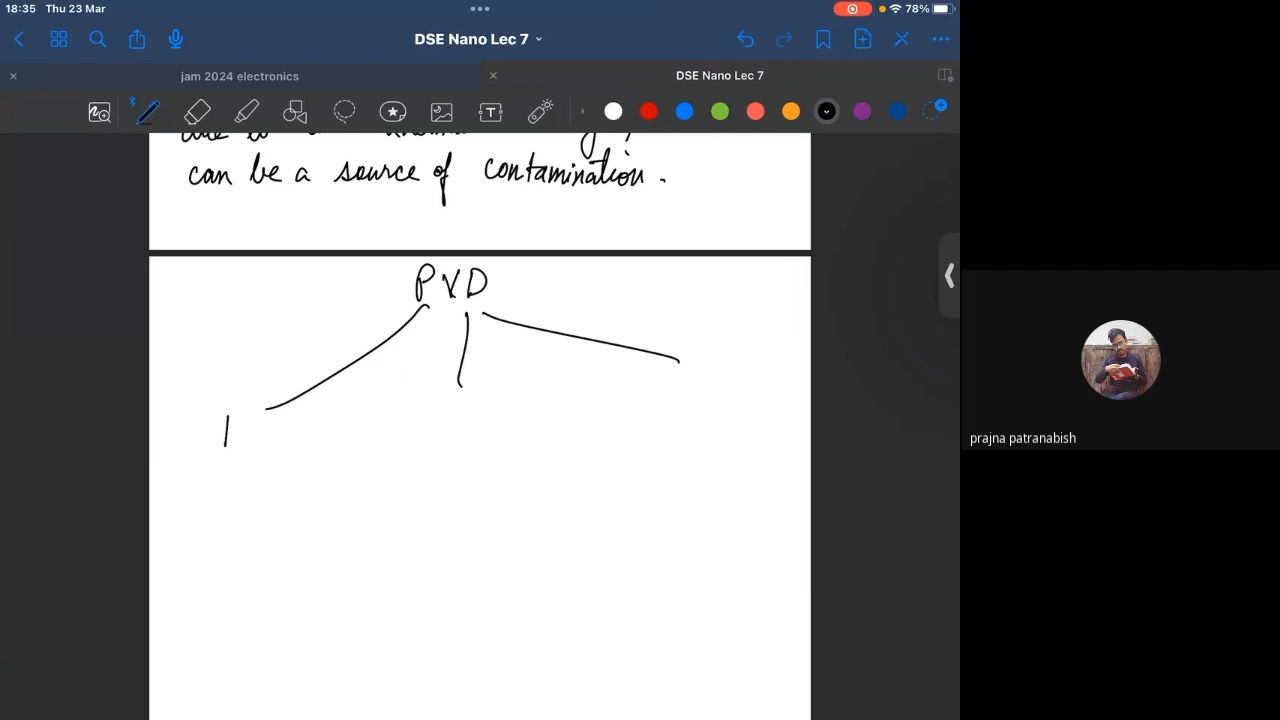 18:35 Thu 23 Mar
78%
DSE Nano Lec 7
jam 2024 electronics
DSE Nano Lec 7
can be a source of contamination.
PVD
prajna patranabish